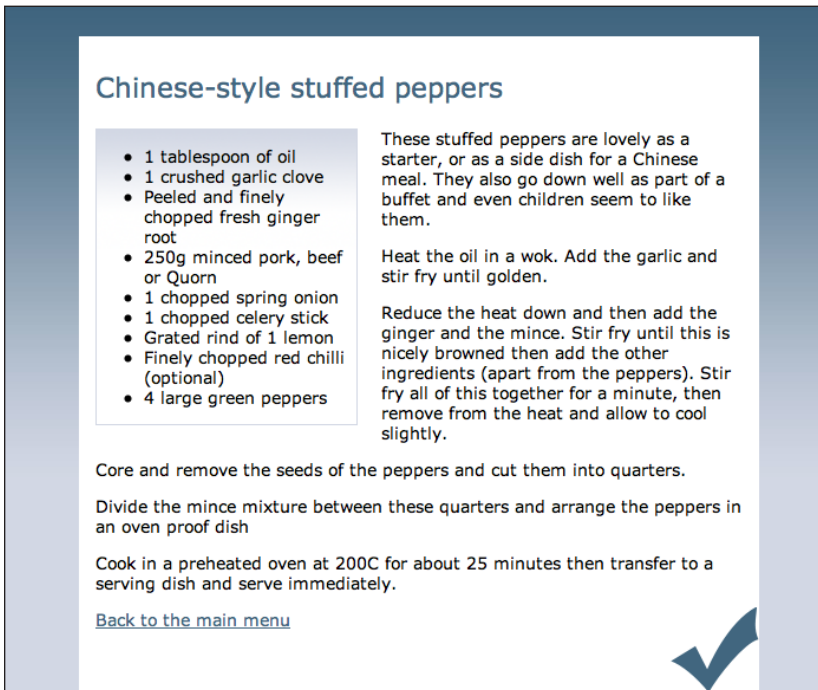 Chinese-style stuffed peppers
• 1 tablespoon of oil
• 1 crushed garlic clove
• Peeled and finely
chopped fresh ginger
root
• 250g minced pork, beef
or Quorn
• 1 chopped spring onion
• 1 chopped celery stick
• Grated rind of 1 lemon
• Finely chopped red chilli
(optional)
• 4 large green peppers
These stuffed peppers are lovely as a
starter, or as a side dish for a Chinese
meal. They also go down well as part of a
buffet and even children seem to like
them.
Heat the oil in a wok. Add the garlic and
stir fry until golden.
Reduce the heat down and then add the
ginger and the mince. Stir fry until this is
nicely browned then add the other
ingredients (apart from the peppers). Stir
fry all of this together for a minute, then
remove from the heat and allow to cool
slightly.
Core and remove the seeds of the peppers and cut them into quarters.
Divide the mince mixture between these quarters and arrange the peppers in
an oven proof dish
Cook in a preheated oven at 200C for about 25 minutes then transfer to a
serving dish and serve immediately.
Back to the main menu